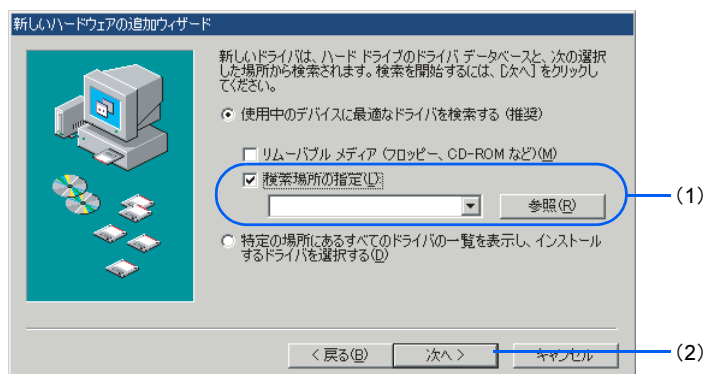 新しいハードウェアの追加ウィザード
新しいドライバは、ハード ドライブのドライバ データベースと、次の選択
した場所から検索されます。検索を開始するには、[次へ] をクリックし
てください。
使用中のデバイスに最適なドライバを検索する (推奨)
リムーバブル メディア (フロッピー、CD-ROM など)(M)
検索場所の指定(L)
参照(R)
(1)
特定の場所にあるすべてのドライバの一覧を表示し、インストール
するドライバを選択する(D)
< 戻る(B)
次へ >
キャンセル
(2)